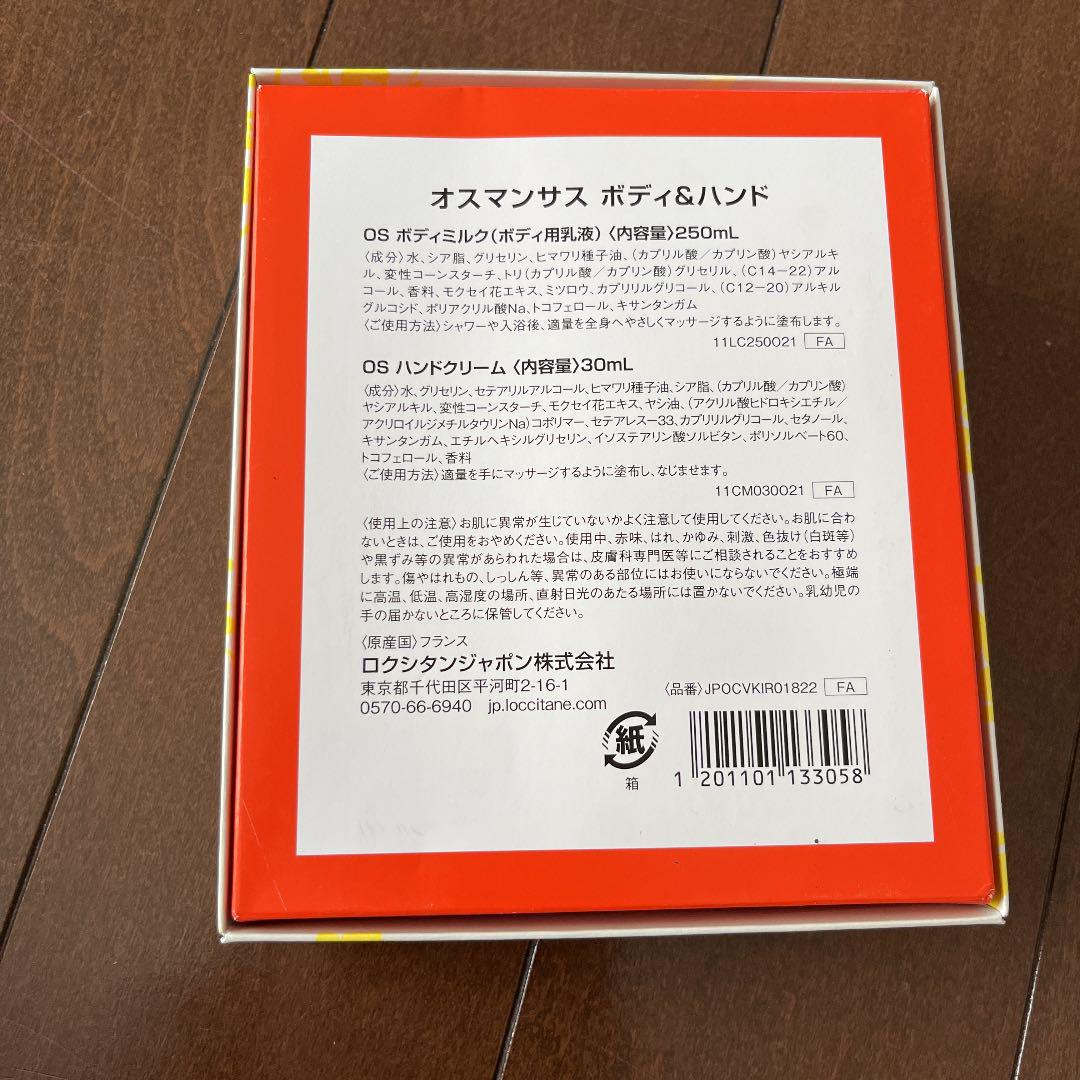 オスマンサス ボディ&ハンド
OS ボディミルク(ボディ用乳液)〈内容量〉250mL
〈成分〉水、シア脂、グリセリン、ヒマワリ種子油、(カプリル酸/カプリン酸)ヤシアルキ
ル、変性コーンスターチ、トリ(カプリル酸/カプリン酸)グリセリル、(C14-22)アル
コール、香料、モクセイ花エキス、ミツロウ、カプリリルグリコール、(C12-20)アルキル
グルコシド、ポリアクリル酸Na、トコフェロール、キサンタンガム
〈ご使用方法〉シャワーや入浴後、適量を全身へやさしくマッサージするように塗布します。
11LC250O21 FA
OS ハンドクリーム〈内容量〉30mL
〈成分〉水、グリセリン、セテアリルアルコール、ヒマワリ種子油、シア脂、(カプリル酸/カプリン酸)
ヤシアルキル、変性コーンスターチ、モクセイ花エキス、ヤシ油、(アクリル酸ヒドロキシエチル/
アクリロイルジメチルタウリンNa)コポリマー、セテアレス-33、カプリリルグリコール、セタノール、
キサンタンガム、エチルヘキシルグリセリン、イソステアリン酸ソルビタン、ポリソルベート60、
トコフェロール、香料
〈ご使用方法〉適量を手にマッサージするように塗布し、なじませます。
11CM030O21 FA
〈使用上の注意〉お肌に異常が生じていないかよく注意して使用してください。お肌に合わ
ないときは、ご使用をおやめください。使用中、赤味、はれ、かゆみ、刺激、色抜け(白斑等)
や黒ずみ等の異常があらわれた場合は、皮膚科専門医等にご相談されることをおすすめ
します。傷やはれもの、しっしん等、異常のある部位にはお使いにならないでください。極端
に高温、低温、高湿度の場所、直射日光のあたる場所には置かないでください。乳幼児の
手の届かないところに保管してください。
〈原産国〉フランス
ロクシタンジャポン株式会社
東京都千代田区平河町2-16-1
〈品番〉JPOCVKIR01822 FA
0570-66-6940 jp.loccitane.com
紙
箱
1 201101 133058